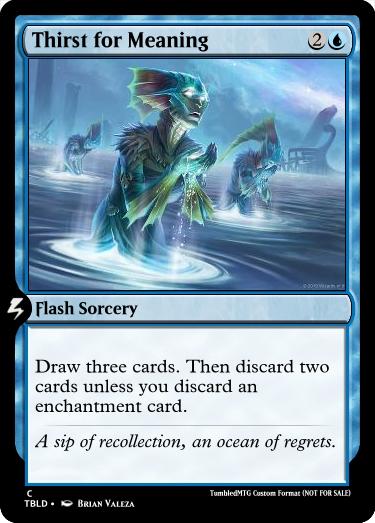 Thirst for Meaning 2
Flash Sorcery
Draw three cards. Then discard two
cards unless you discard an
enchantment card.
A sip of recollection, an ocean of regrets.
C
TBLD • Brian Valeza
TumbledMTG Custom Format (NOT FOR SALE)